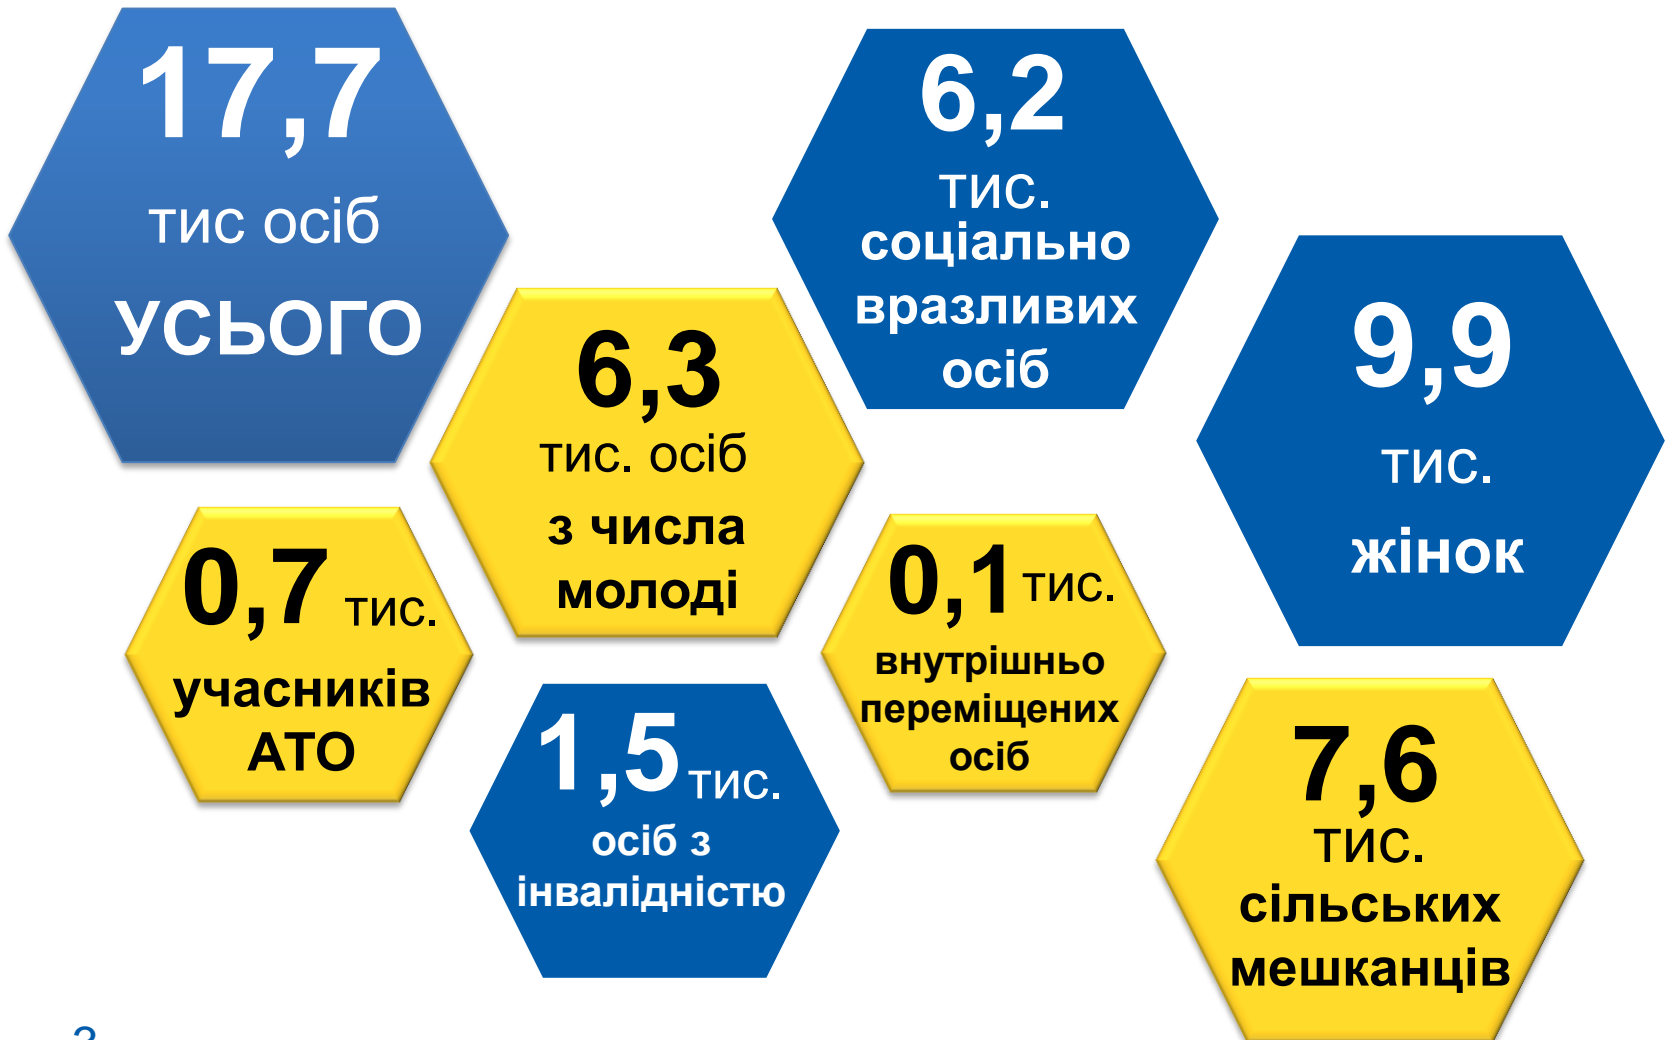 17,7
тис осіб
УСЬОГО
6,2
тис.
соціально
вразливих
осіб
6,3
тис. осіб
з числа
молоді
9,9
тис.
жінок
0,7 тис.
учасників
АТО
0,1 тис.
внутрішньо
переміщених
осіб
1,5 тис.
осіб з
інвалідністю
7,6
тис.
сільських
мешканців